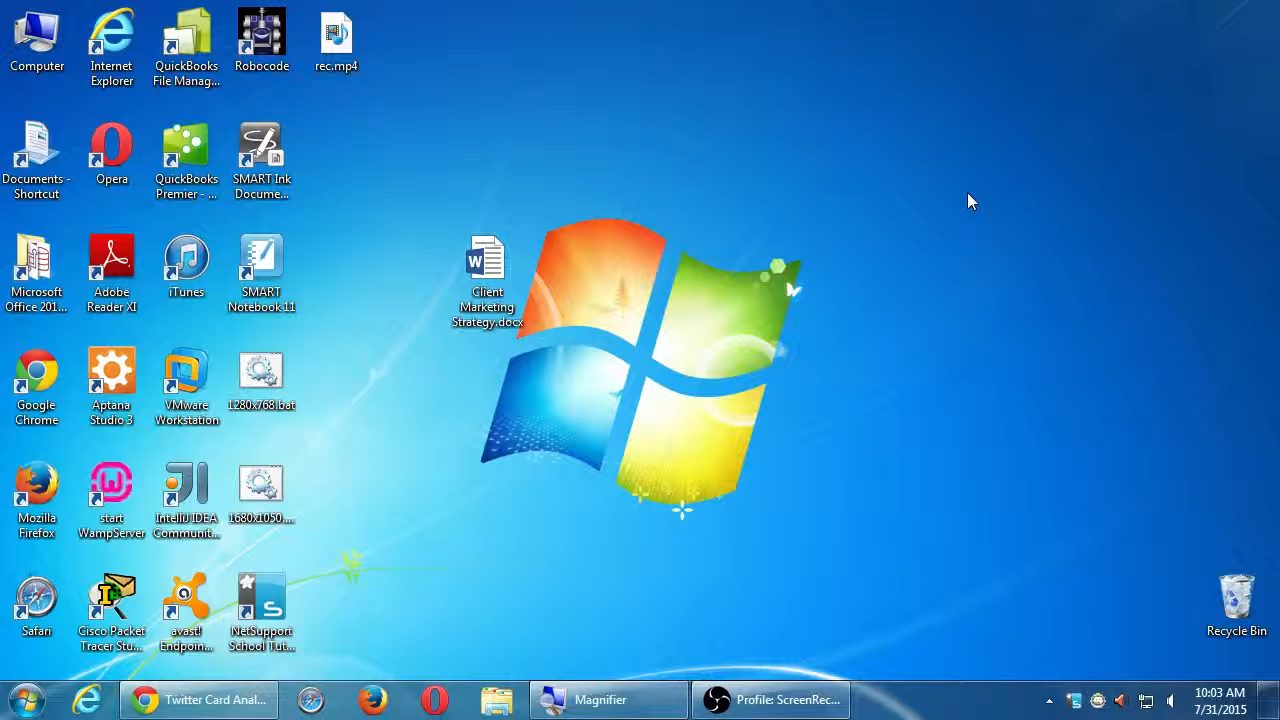 Computer
Internet
Explorer
QuickBooks
File Manag...
Robocode
rec.mp4
Documents -
Shortcut
Opera
QuickBooks
Premier - ...
SMART Ink
Docume...
Microsoft
Office 201...
Adobe
Reader XI
iTunes
SMART
Notebook 11
Client
Marketing
Strategy.docx
Google
Chrome
Aptana
Studio 3
VMware
Workstation
1280x768.bat
Mozilla
Firefox
start
WampServer
IntelliJ IDEA
Communit...
1680x1050....
Safari
Cisco Packet
Tracer Stu...
avast!
Endpoin...
NetSupport
School Tut...
Recycle Bin
Twitter Card Anal...
Magnifier
Profile: ScreenRec...
10:03 AM
7/31/2015